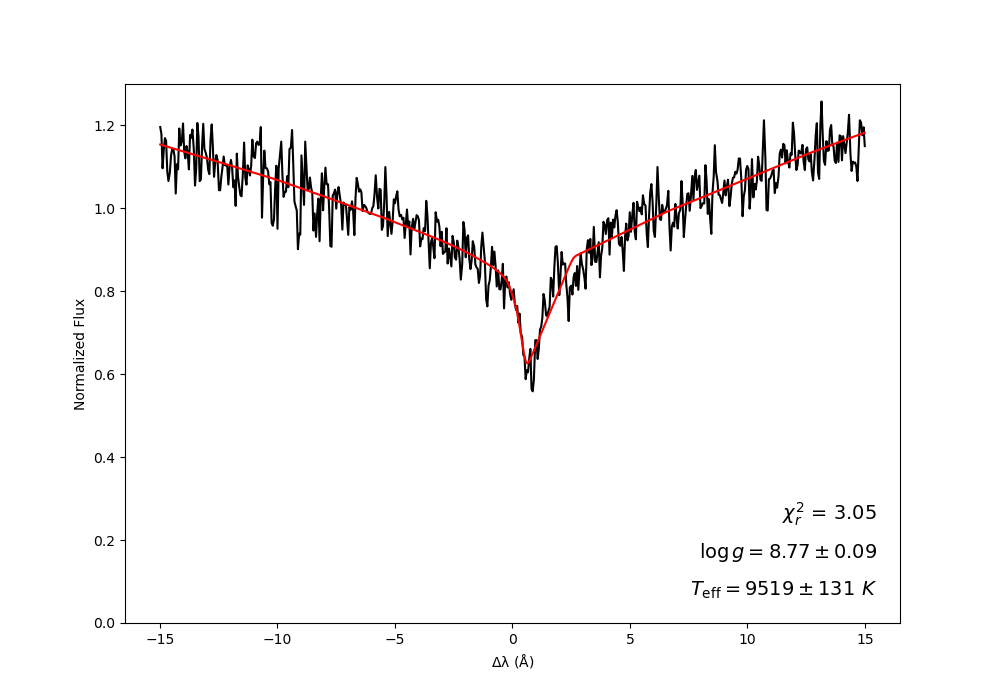 1.2
1.0
0.8
0.6
0.4
0.2
0.0
Normalized Flux
χ²ᵣ = 3.05
log g = 8.77 ± 0.09
T_eff = 9519 ± 131 K
−15 −10 −5 0 5 10 15
Δλ (Å)